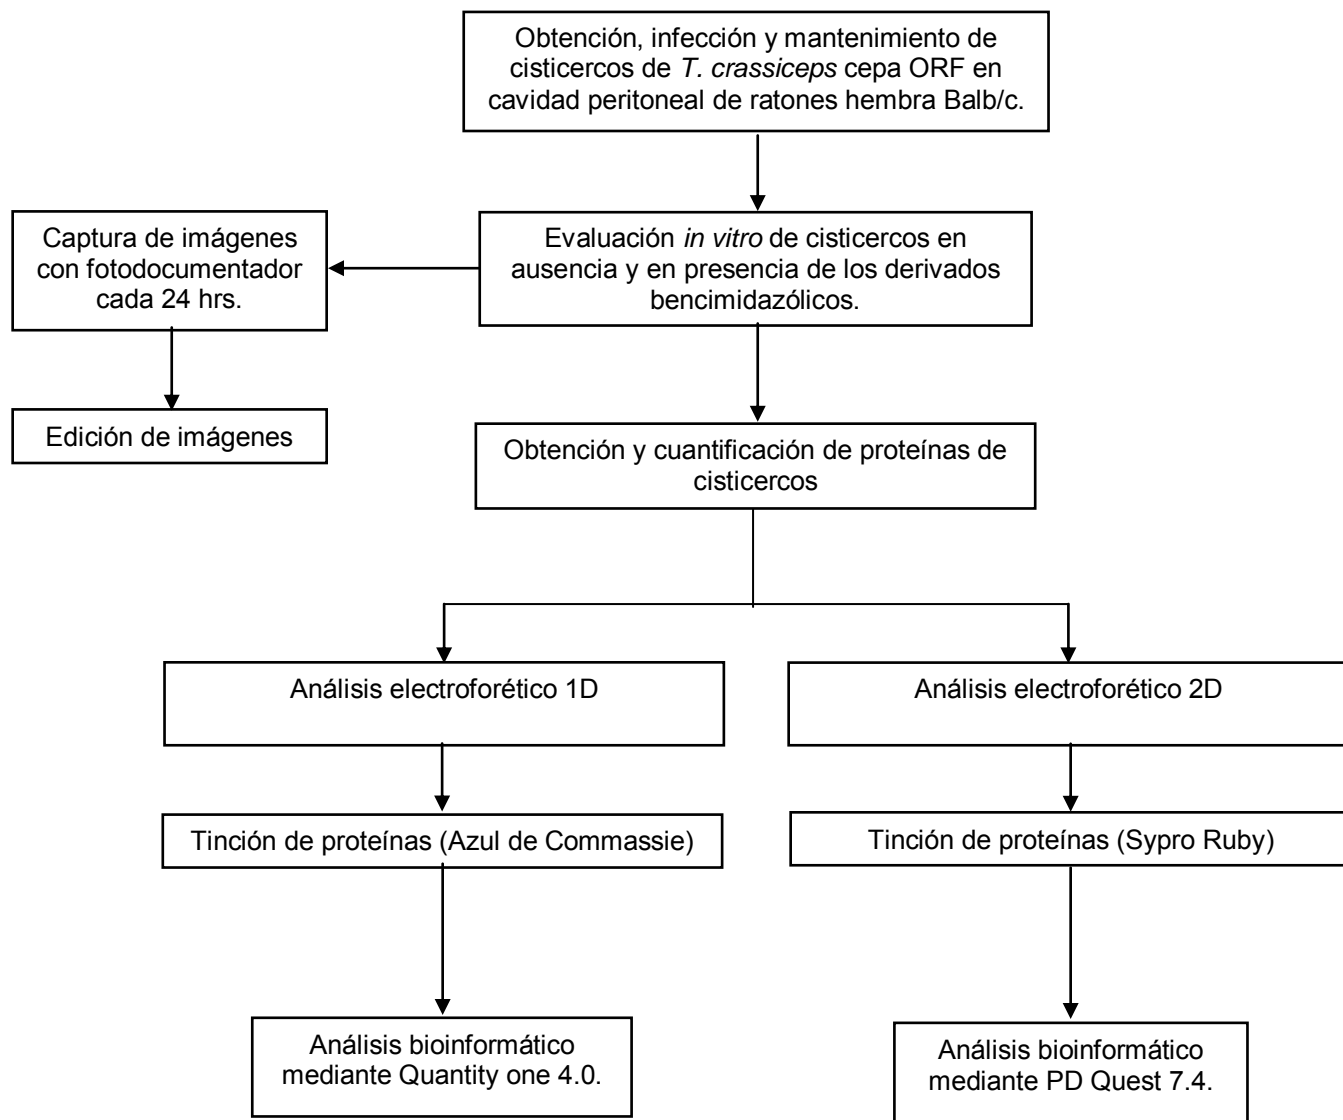 Obtención, infección y mantenimiento de
cisticercos de T. crassiceps cepa ORF en
cavidad peritoneal de ratones hembra Balb/c.
Captura de imágenes
con fotodocumentador
cada 24 hrs.
Evaluación in vitro de cisticercos en
ausencia y en presencia de los derivados
bencimidazólicos.
Edición de imágenes
Obtención y cuantificación de proteínas de
cisticercos
Análisis electroforético 1D
Análisis electroforético 2D
Tinción de proteínas (Azul de Commassie)
Tinción de proteínas (Sypro Ruby)
Análisis bioinformático
mediante Quantity one 4.0.
Análisis bioinformático
mediante PD Quest 7.4.